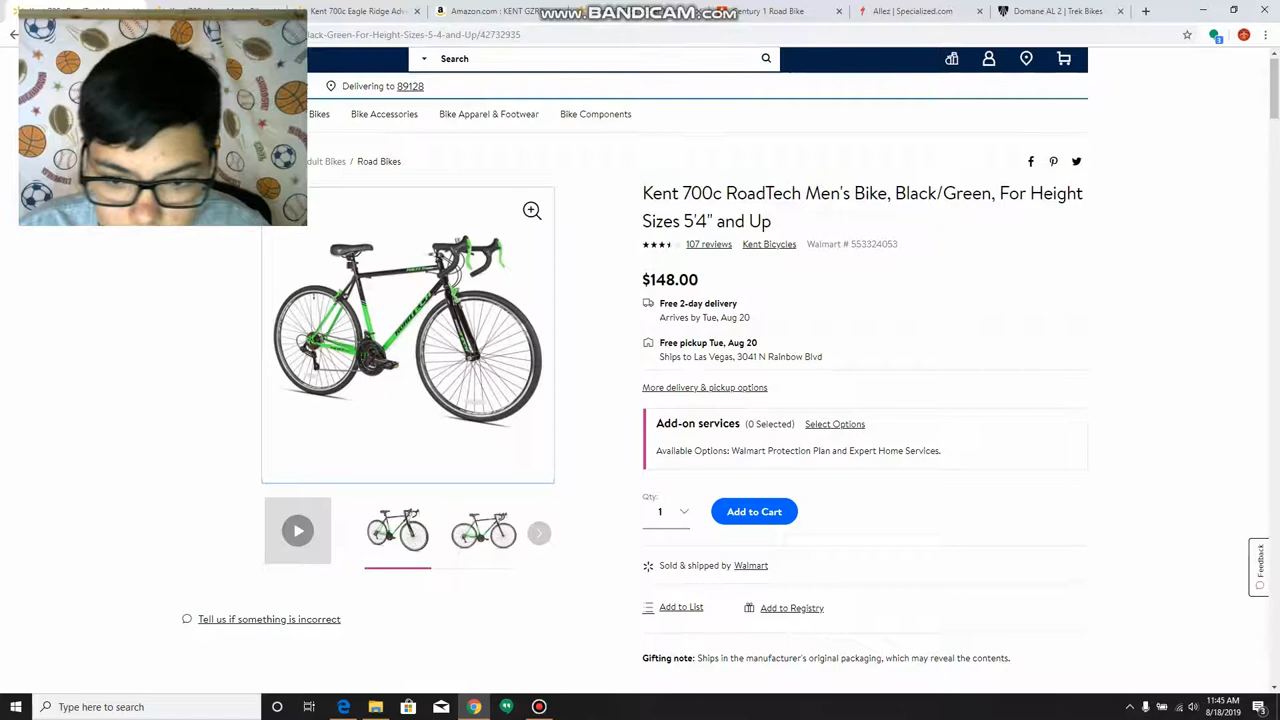 Kent 700c Eagle Ridge Adv
Amazon.com : GNT GZR
www.BANDICAM.com
entury 1 Road Bike
Allez | Specialized.com
Domane AL 2 | Trek Bikes
lack-Green-For-Height-Sizes-5-4-and-Up/42732935
Search
Delivering to 89128
Bikes
Bike Accessories
Bike Apparel & Footwear
Bike Components
dult Bikes / Road Bikes
Kent 700c RoadTech Men's Bike, Black/Green, For Height
Sizes 5'4" and Up
107 reviews
Kent Bicycles
Walmart # 553324053
$148.00
Free 2-day delivery
Arrives by Tue, Aug 20
Free pickup Tue, Aug 20
Ships to Las Vegas, 3041 N Rainbow Blvd
More delivery & pickup options
Add-on services (0 Selected) Select Options
Available Options: Walmart Protection Plan and Expert Home Services.
Qty:
1
Add to Cart
Sold & shipped by Walmart
Add to List
Add to Registry
Tell us if something is incorrect
Gifting note: Ships in the manufacturer's original packaging, which may reveal the contents.
Feedback
Type here to search
11:45 AM
8/18/2019